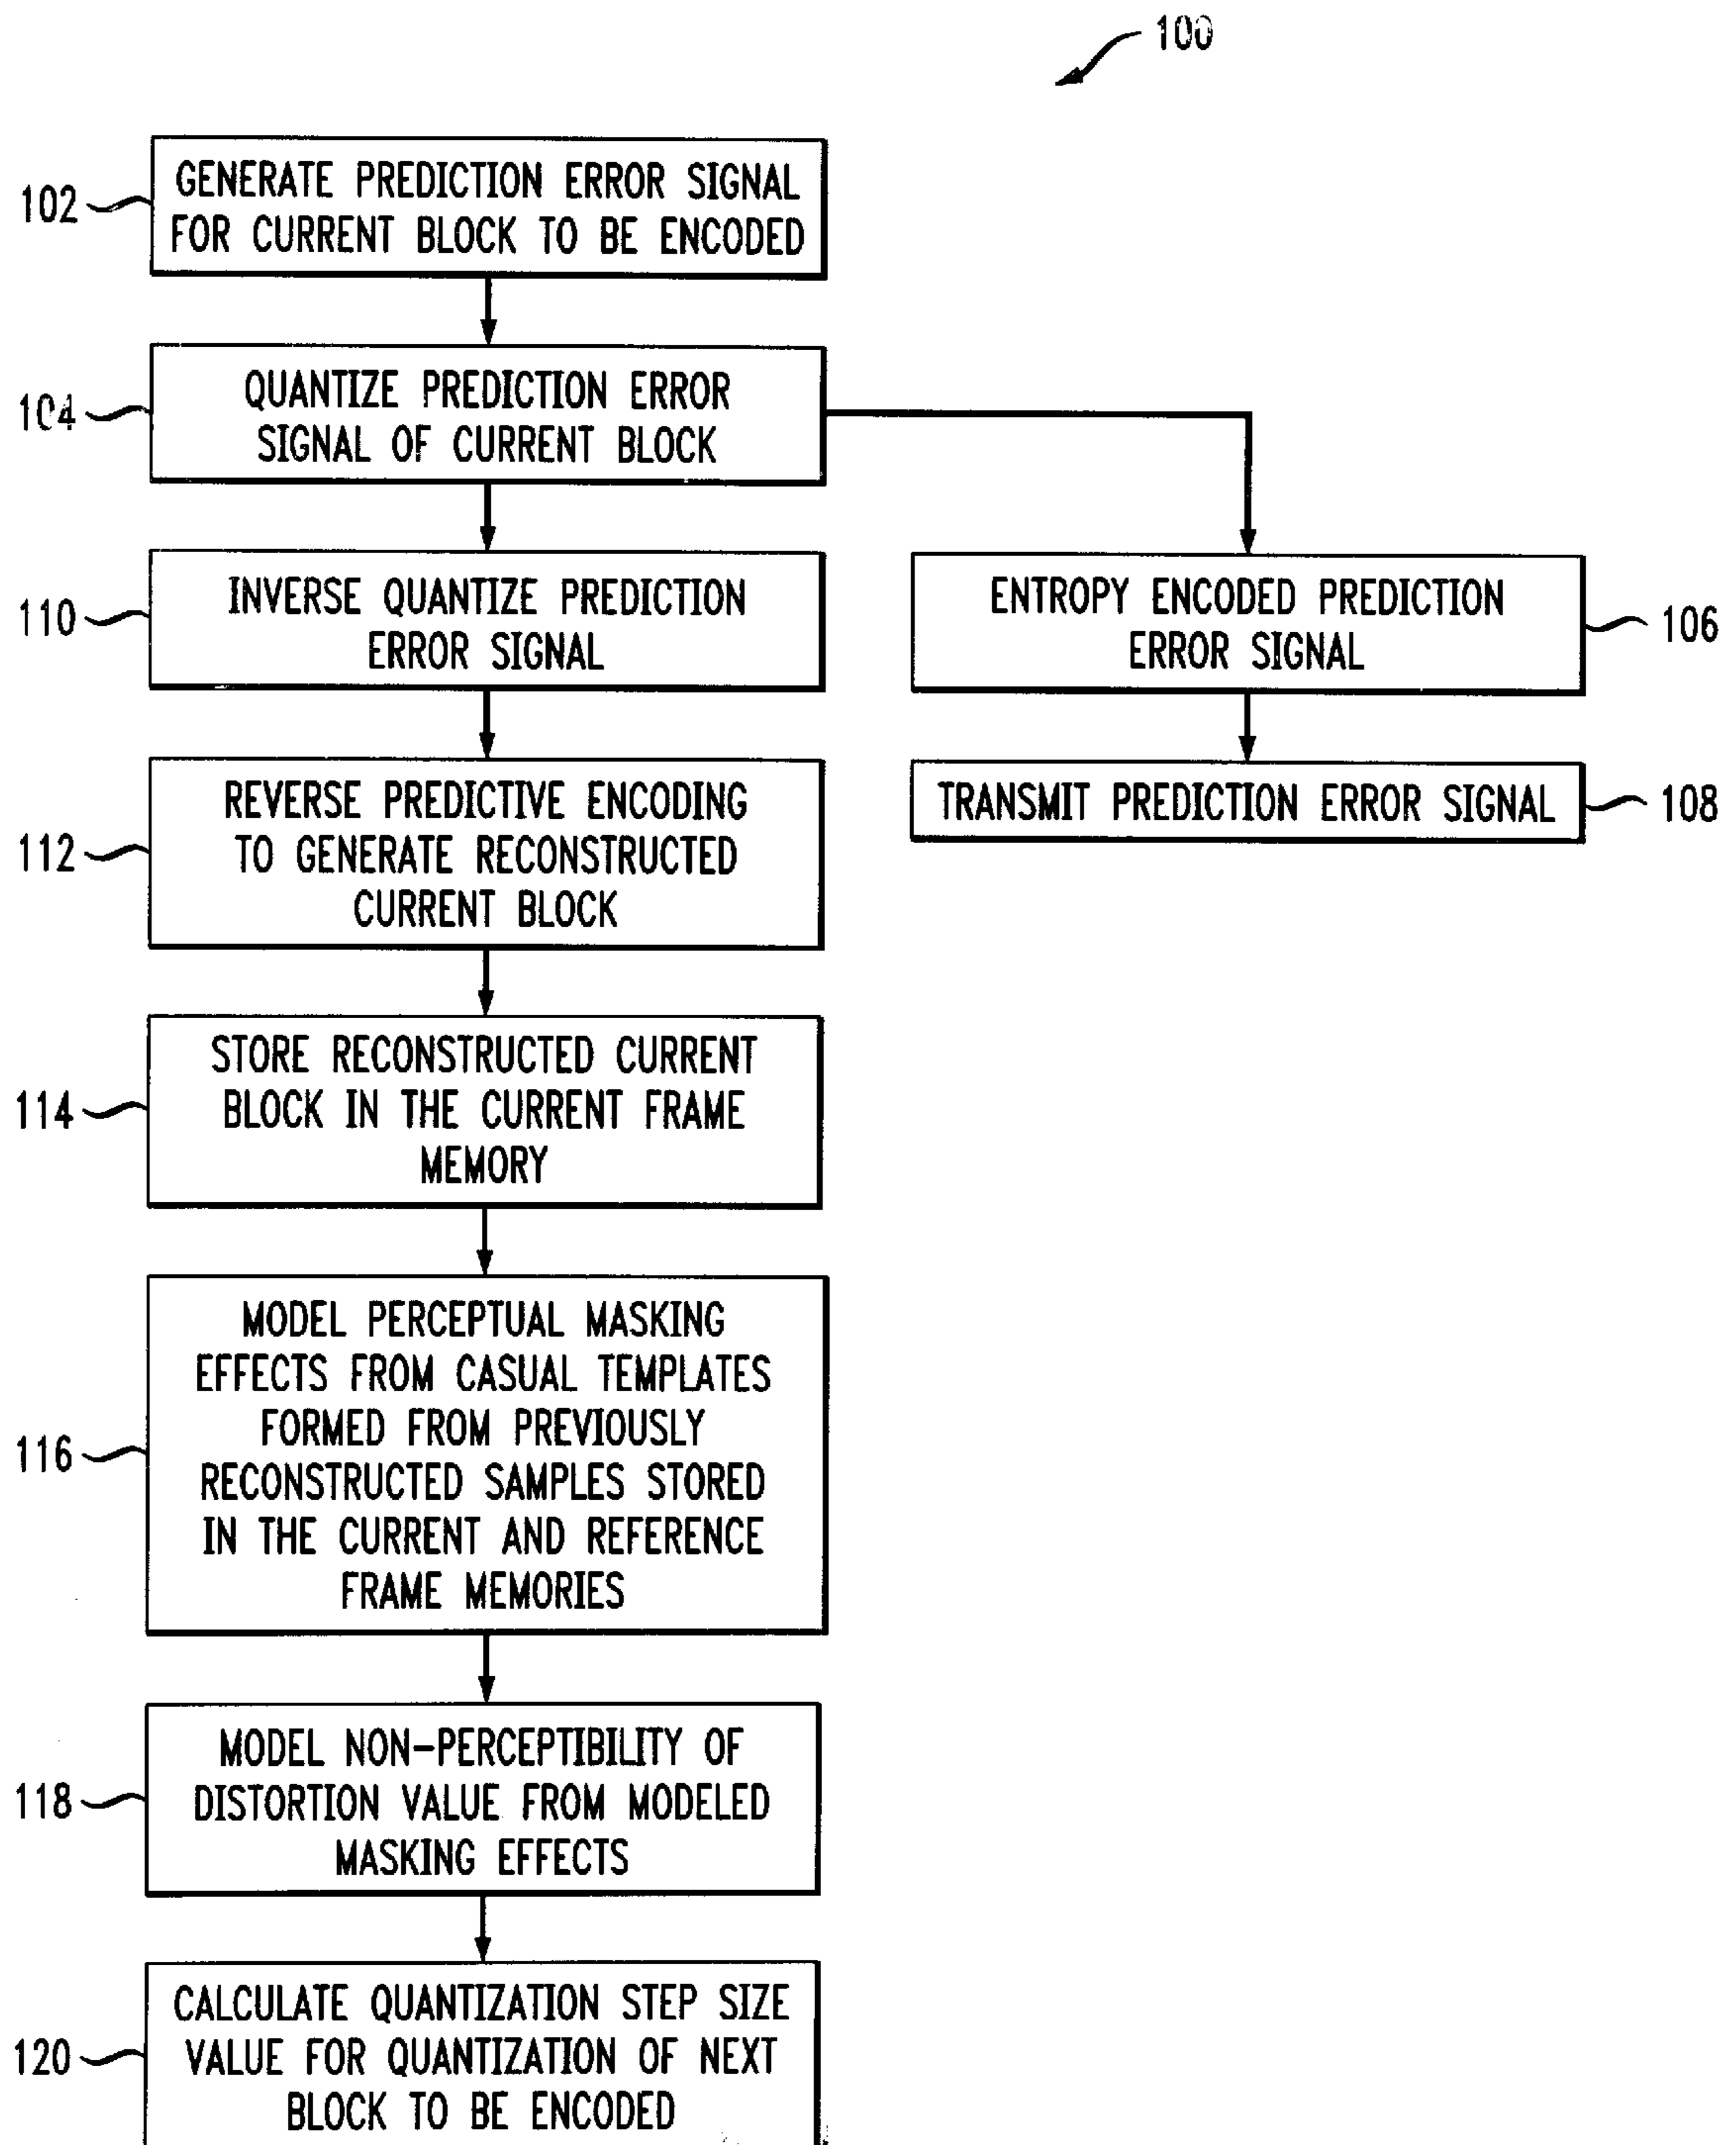 100
102
GENERATE PREDICTION ERROR SIGNAL
FOR CURRENT BLOCK TO BE ENCODED
104
QUANTIZE PREDICTION ERROR
SIGNAL OF CURRENT BLOCK
110
INVERSE QUANTIZE PREDICTION
ERROR SIGNAL
ENTROPY ENCODED PREDICTION
ERROR SIGNAL
106
112
REVERSE PREDICTIVE ENCODING
TO GENERATE RECONSTRUCTED
CURRENT BLOCK
TRANSMIT PREDICTION ERROR SIGNAL
108
114
STORE RECONSTRUCTED CURRENT
BLOCK IN THE CURRENT FRAME
MEMORY
116
MODEL PERCEPTUAL MASKING
EFFECTS FROM CASUAL TEMPLATES
FORMED FROM PREVIOUSLY
RECONSTRUCTED SAMPLES STORED
IN THE CURRENT AND REFERENCE
FRAME MEMORIES
118
MODEL NON-PERCEPTIBILITY OF
DISTORTION VALUE FROM MODELED
MASKING EFFECTS
120
CALCULATE QUANTIZATION STEP SIZE
VALUE FOR QUANTIZATION OF NEXT
BLOCK TO BE ENCODED